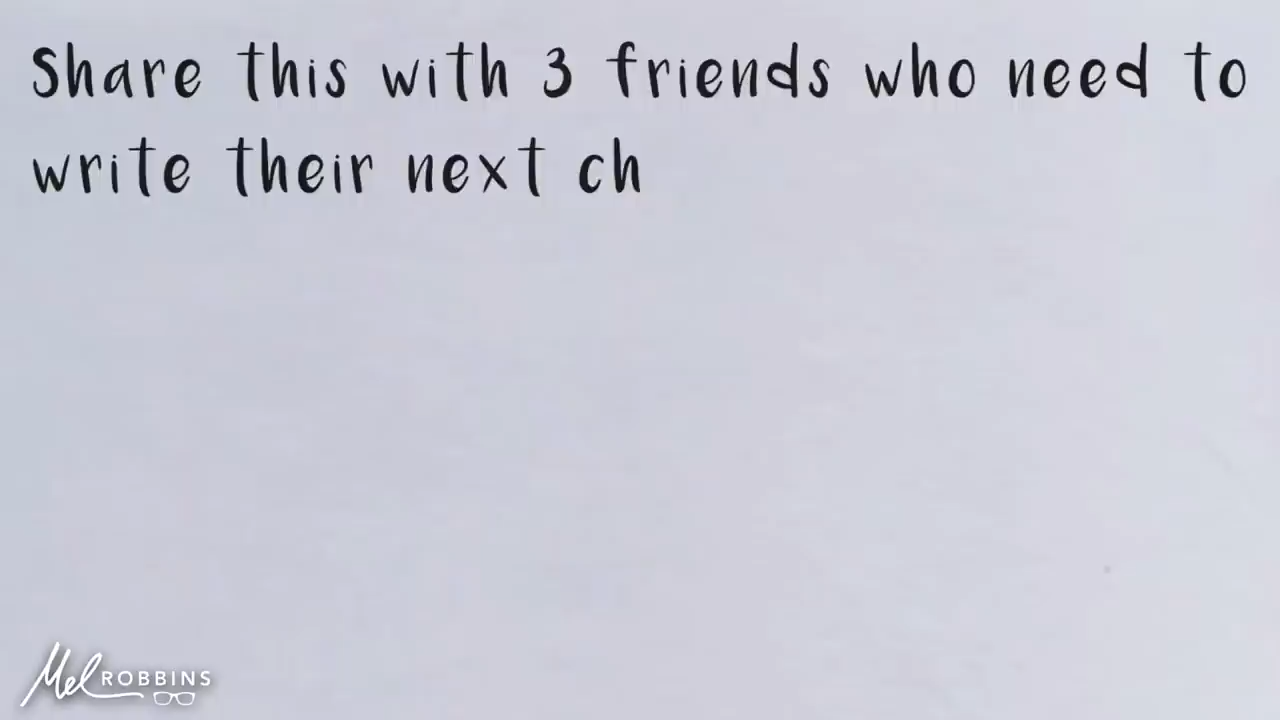 Share this with 3 friends who need to
write their next ch
Mel ROBBINS